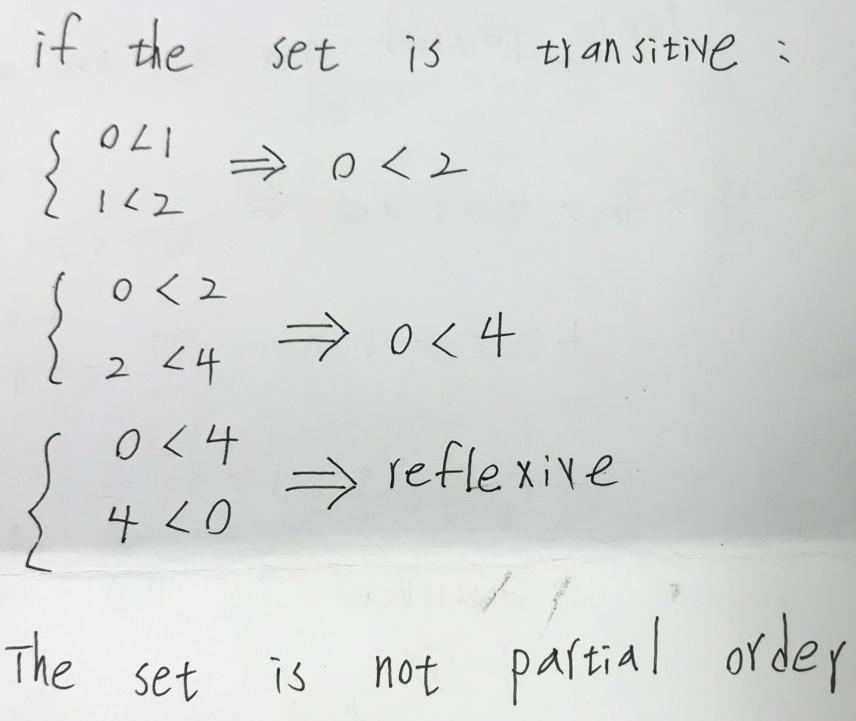 if the set is transitive :
{ 0<1 ⇒ 0 < 2
1<2
{ 0 < 2 ⇒ 0 < 4
2 <4
{ 0 < 4 ⇒ reflexive
4 <0
The set is not partial order